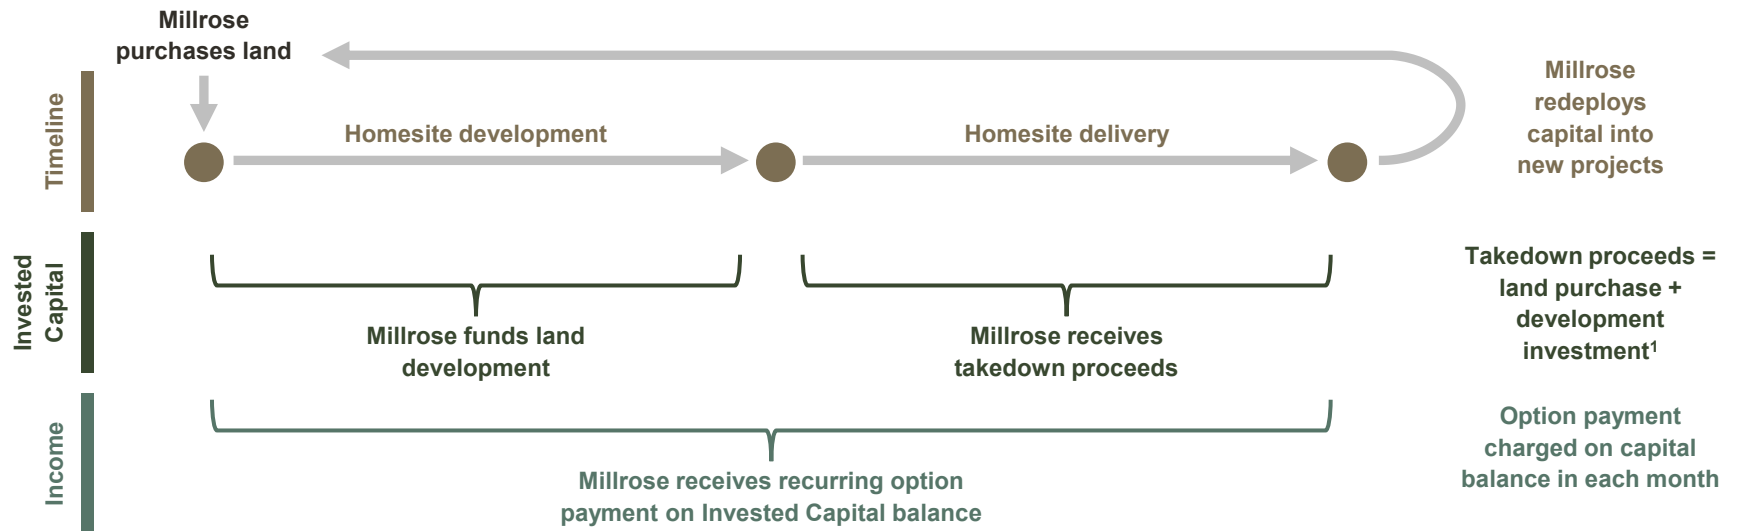 Millrose
purchases land
Timeline
Homesite development
Homesite delivery
Millrose
redeploys
capital into
new projects
Invested
Capital
Millrose funds land
development
Millrose receives
takedown proceeds
Takedown proceeds =
land purchase +
development
investment¹
Income
Millrose receives recurring option
payment on Invested Capital balance
Option payment
charged on capital
balance in each month